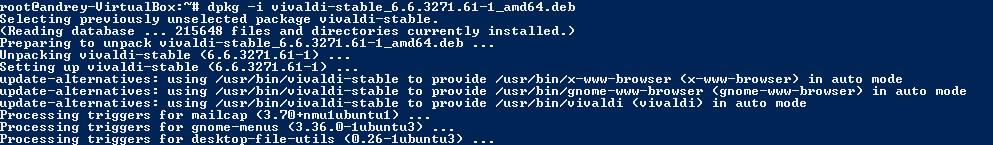 root@andrey-VirtualBox:~# dpkg -i vivaldi-stable_6.6.3271.61-1_amd64.deb
Selecting previously unselected package vivaldi-stable.
(Reading database ... 215648 files and directories currently installed.)
Preparing to unpack vivaldi-stable_6.6.3271.61-1_amd64.deb ...
Unpacking vivaldi-stable (6.6.3271.61-1) ...
Setting up vivaldi-stable (6.6.3271.61-1) ...
update-alternatives: using /usr/bin/vivaldi-stable to provide /usr/bin/x-www-browser (x-www-browser) in auto mode
update-alternatives: using /usr/bin/vivaldi-stable to provide /usr/bin/gnome-www-browser (gnome-www-browser) in auto mode
update-alternatives: using /usr/bin/vivaldi-stable to provide /usr/bin/vivaldi (vivaldi) in auto mode
Processing triggers for mailcap (3.70+nmu1ubuntu1) ...
Processing triggers for gnome-menus (3.36.0-1ubuntu3) ...
Processing triggers for desktop-file-utils (0.26-1ubuntu3) ...